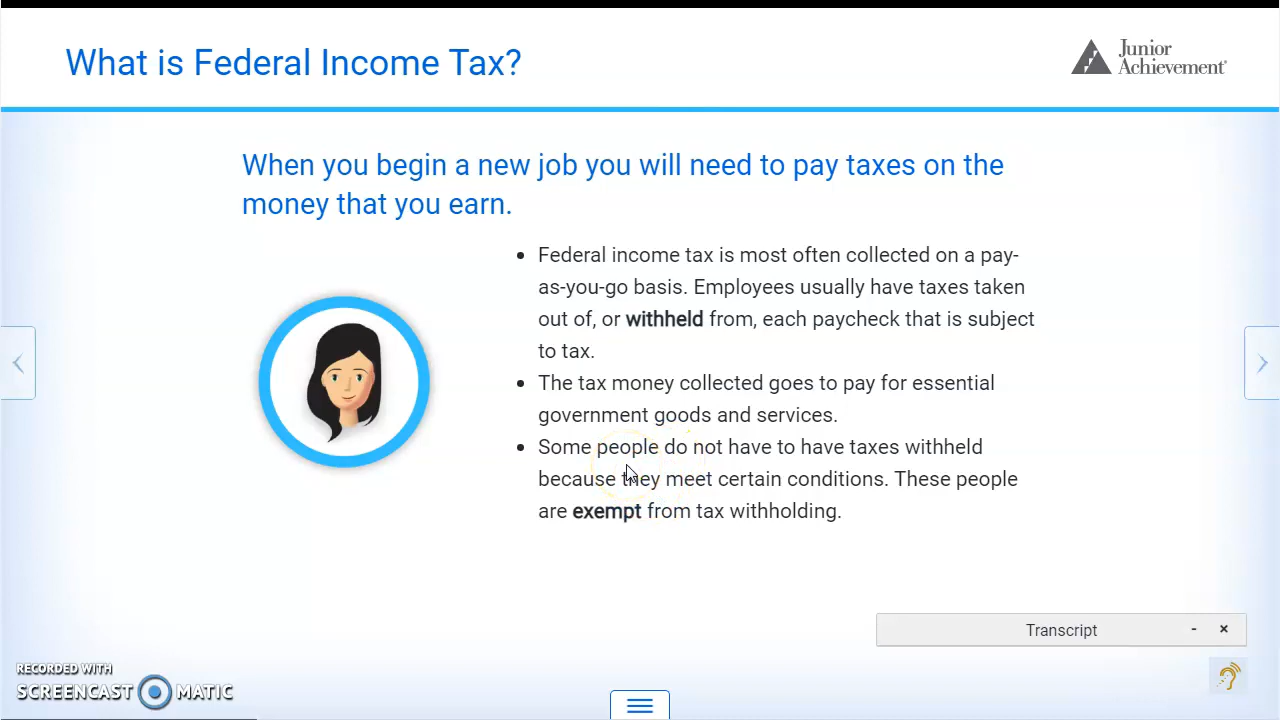 What is Federal Income Tax?
Junior
Achievement®
When you begin a new job you will need to pay taxes on the
money that you earn.
• Federal income tax is most often collected on a pay-
as-you-go basis. Employees usually have taxes taken
out of, or withheld from, each paycheck that is subject
to tax.
• The tax money collected goes to pay for essential
government goods and services.
• Some people do not have to have taxes withheld
because they meet certain conditions. These people
are exempt from tax withholding.
Transcript - ×
RECORDED WITH
SCREENCAST MATIC